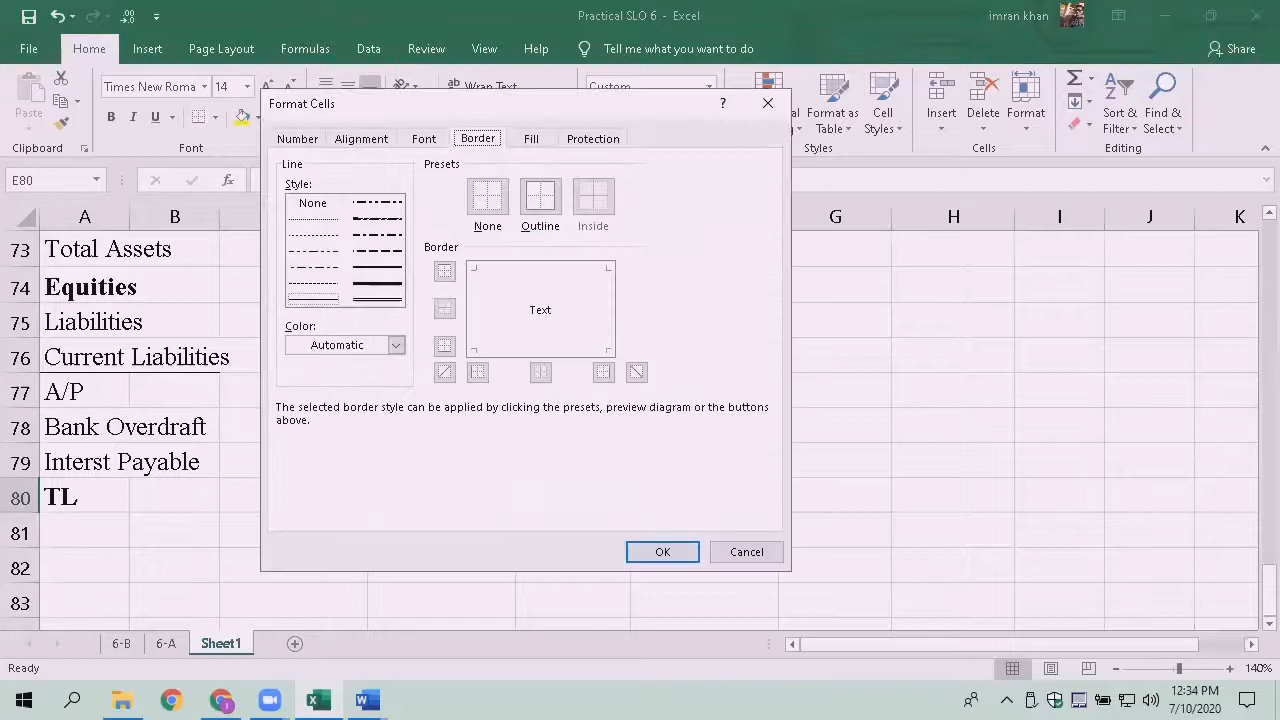 Practical SLO 6 - Excel
imran khan
File Home Insert Page Layout Formulas Data Review View Help Tell me what you want to do Share
Times New Roma 14 ab Wrap Text Custom
Paste B I U
Format as Table Cell Styles Insert Delete Format Sort & Filter Find & Select
Clipboard Font Styles Cells Editing
E80 fx
Format Cells ? ×
Number Alignment Font Border Fill Protection
Line
Style:
None
Color:
Automatic
Presets
None Outline Inside
Border
Text
The selected border style can be applied by clicking the presets, preview diagram or the buttons
above.
OK Cancel
A B G H I J K
73 Total Assets
74 Equities
75 Liabilities
76 Current Liabilities
77 A/P
78 Bank Overdraft
79 Interst Payable
80 TL
81
82
83
6-B 6-A Sheet1
Ready 140%
12:34 PM
7/10/2020